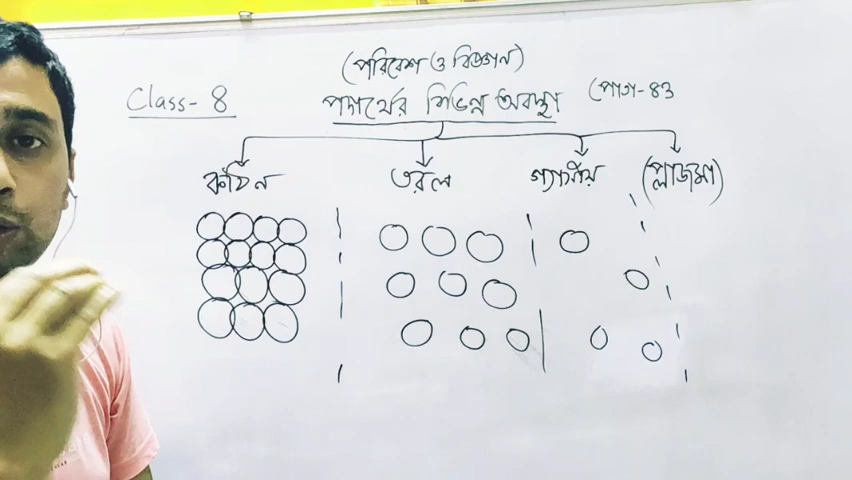 (পরিবেশ ও বিজ্ঞান)
Class- 8
পদার্থের বিভিন্ন অবস্থা
(পাতা-৪৩
কঠিন
তরল
গ্যাসীয়
(প্লাজমা)